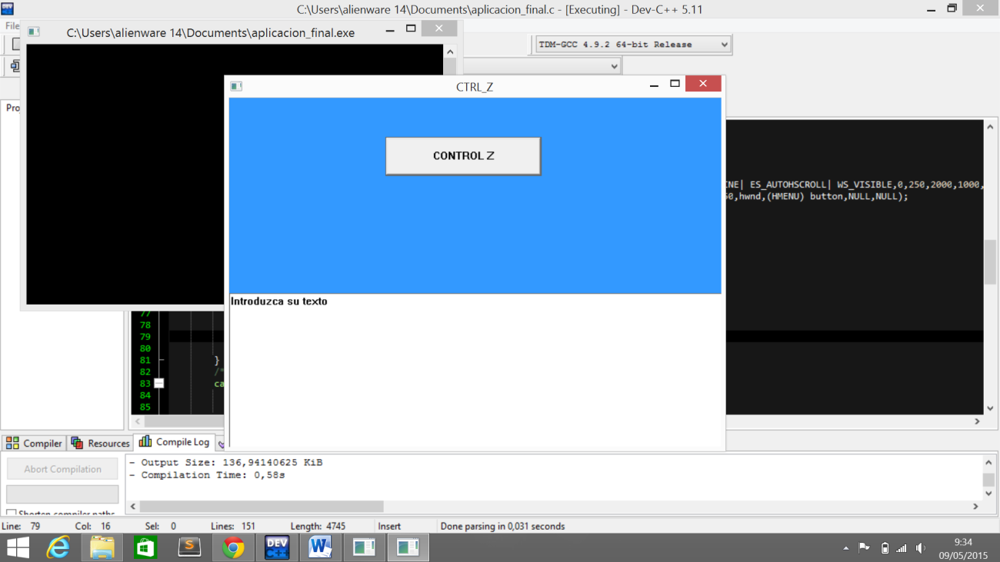 C:\Users\alienware 14\Documents\aplicacion_final.c - [Executing] - Dev-C++ 5.11
File
C:\Users\alienware 14\Documents\aplicacion_final.exe
TDM-GCC 4.9.2 64-bit Release
CTRL_Z
CONTROL Z
ES_AUTOHSCROLL| WS_VISIBLE,0,250,2000,1000,
,hwnd,(HMENU) button,NULL,NULL);
Introduzca su texto
77
78
79
80
81 }
82 /*
83 ca
84
85
Compiler
Resources
Compile Log
Abort Compilation
Shorten compiler paths
- Output Size: 136,94140625 KiB
- Compilation Time: 0,58s
Line: 79 Col: 16 Sel: 0 Lines: 151 Length: 4745 Insert Done parsing in 0,031 seconds
DEV
C++
9:34
09/05/2015